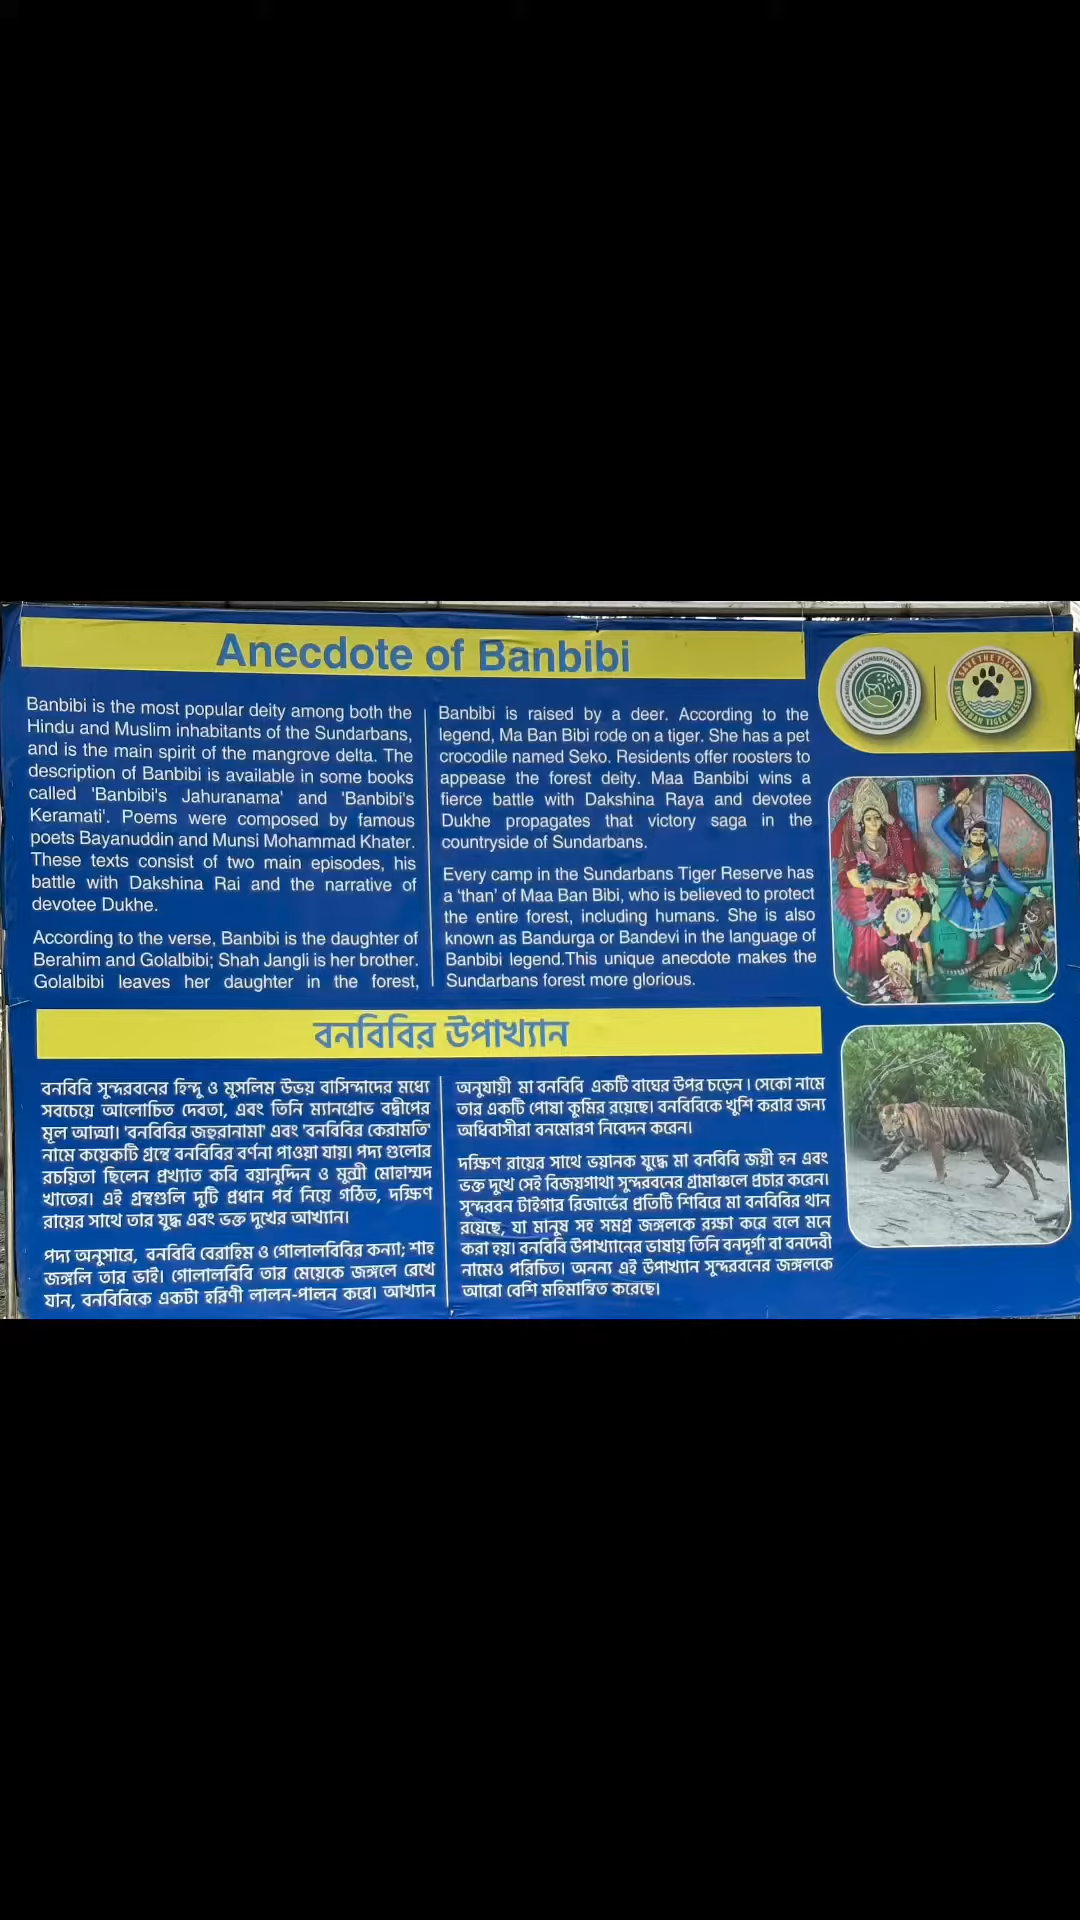 Anecdote of Banbibi
SAVE THE TIGER
SUNDARBAN TIGER RESERVE
Banbibi is the most popular deity among both the
Hindu and Muslim inhabitants of the Sundarbans,
and is the main spirit of the mangrove delta. The
description of Banbibi is available in some books
called 'Banbibi's Jahuranama' and 'Banbibi's
Keramati'. Poems were composed by famous
poets Bayanuddin and Munsi Mohammad Khater.
These texts consist of two main episodes, his
battle with Dakshina Rai and the narrative of
devotee Dukhe.
According to the verse, Banbibi is the daughter of
Berahim and Golalbibi; Shah Jangli is her brother.
Golalbibi leaves her daughter in the forest,
Banbibi is raised by a deer. According to the
legend, Ma Ban Bibi rode on a tiger. She has a pet
crocodile named Seko. Residents offer roosters to
appease the forest deity. Maa Banbibi wins a
fierce battle with Dakshina Raya and devotee
Dukhe propagates that victory saga in the
countryside of Sundarbans.
Every camp in the Sundarbans Tiger Reserve has
a 'than' of Maa Ban Bibi, who is believed to protect
the entire forest, including humans. She is also
known as Bandurga or Bandevi in the language of
Banbibi legend.This unique anecdote makes the
Sundarbans forest more glorious.
বনবিবির উপাখ্যান
বনবিবি সুন্দরবনের হিন্দু ও মুসলিম উভয় বাসিন্দাদের মধ্যে
সবচেয়ে আলোচিত দেবতা, এবং তিনি ম্যানগ্রোভ বদ্বীপের
মূল আত্মা। 'বনবিবির জহুরানামা' এবং 'বনবিবির কেরামতি'
নামে কয়েকটি গ্রন্থে বনবিবির বর্ণনা পাওয়া যায়। পদ্য গুলোর
রচয়িতা ছিলেন প্রখ্যাত কবি বয়ানুদ্দিন ও মুন্সী মোহাম্মদ
খাতের। এই গ্রন্থগুলি দুটি প্রধান পর্ব নিয়ে গঠিত, দক্ষিণ
রায়ের সাথে তার যুদ্ধ এবং ভক্ত দুখের আখ্যান।
পদ্য অনুসারে, বনবিবি বেরাহিম ও গোলালবিবির কন্যা; শাহ
জঙ্গলি তার ভাই। গোলালবিবি তার মেয়েকে জঙ্গলে রেখে
যান, বনবিবিকে একটা হরিণী লালন-পালন করে। আখ্যান
অনুযায়ী মা বনবিবি একটি বাঘের উপর চড়েন। সেকো নামে
তার একটি পোষা কুমির রয়েছে। বনবিবিকে খুশি করার জন্য
অধিবাসীরা বনমোরগ নিবেদন করেন।
দক্ষিণ রায়ের সাথে ভয়ানক যুদ্ধে মা বনবিবি জয়ী হন এবং
ভক্ত দুখে সেই বিজয়গাথা সুন্দরবনের গ্রামাঞ্চলে প্রচার করেন।
সুন্দরবন টাইগার রিজার্ভের প্রতিটি শিবিরে মা বনবিবির থান
রয়েছে, যা মানুষ সহ সমগ্র জঙ্গলকে রক্ষা করে বলে মনে
করা হয়। বনবিবি উপাখ্যানের ভাষায় তিনি বনদূর্গা বা বনদেবী
নামেও পরিচিত। অনন্য এই উপাখ্যান সুন্দরবনের জঙ্গলকে
আরো বেশি মহিমান্বিত করেছে।